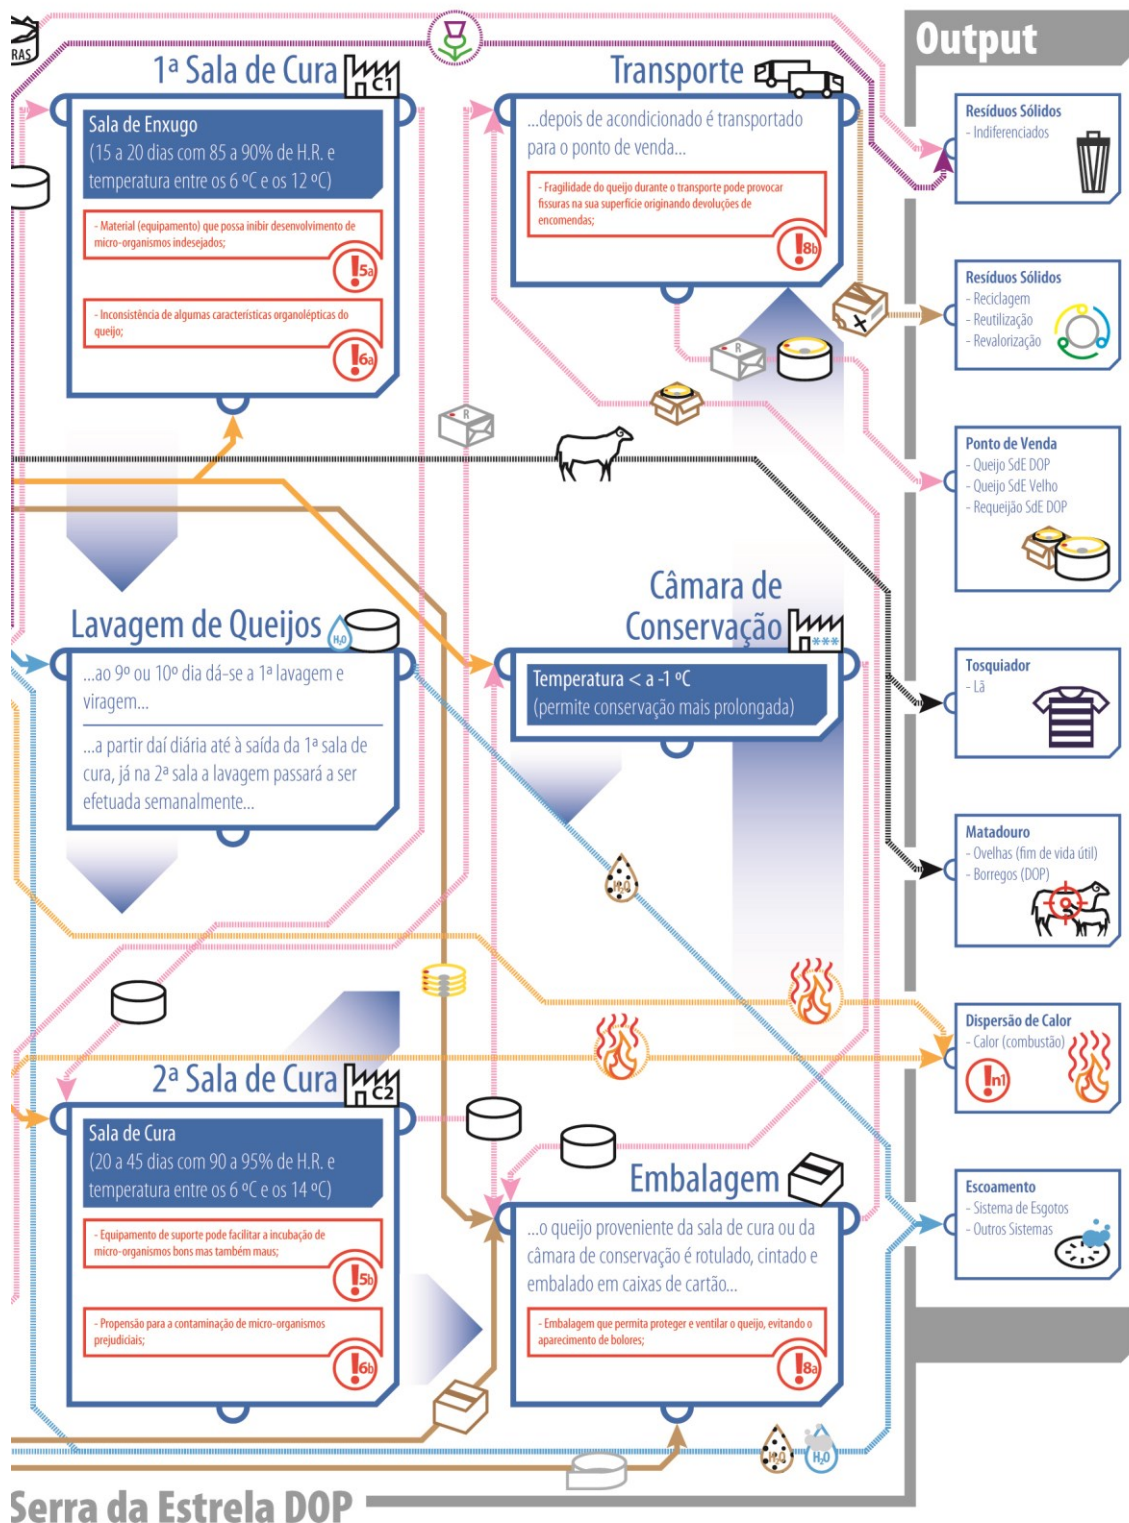 RAS
Output
1ª Sala de Cura
C1
Sala de Enxugo
(15 a 20 dias com 85 a 90% de H.R. e
temperatura entre os 6 ºC e os 12 ºC)
- Material (equipamento) que possa inibir desenvolvimento de
micro-organismos indesejados;
!5a
- Inconsistência de algumas características organolépticas do
queijo;
!6a
Transporte
...depois de acondicionado é transportado
para o ponto de venda...
- Fragilidade do queijo durante o transporte pode provocar
fissuras na sua superfície originando devoluções de
encomendas;
!8b
R
R
Resíduos Sólidos
- Indiferenciados
Resíduos Sólidos
- Reciclagem
- Reutilização
- Revalorização
Ponto de Venda
- Queijo SdE DOP
- Queijo SdE Velho
- Requeijão SdE DOP
Lavagem de Queijos
H₂O
...ao 9º ou 10º dia dá-se a 1ª lavagem e
viragem...
...a partir daí diária até à saída da 1ª sala de
cura, já na 2ª sala a lavagem passará a ser
efetuada semanalmente...
Câmara de
Conservação
***
Temperatura < a -1 ºC
(permite conservação mais prolongada)
H₂O
Tosquiador
- Lã
Matadouro
- Ovelhas (fim de vida útil)
- Borregos (DOP)
Dispersão de Calor
- Calor (combustão)
!n1
2ª Sala de Cura
C2
Sala de Cura
(20 a 45 dias com 90 a 95% de H.R. e
temperatura entre os 6 ºC e os 14 ºC)
- Equipamento de suporte pode facilitar a incubação de
micro-organismos bons mas também maus;
!5b
- Propensão para a contaminação de micro-organismos
prejudiciais;
!6b
Embalagem
...o queijo proveniente da sala de cura ou da
câmara de conservação é rotulado, cintado e
embalado em caixas de cartão...
- Embalagem que permita proteger e ventilar o queijo, evitando o
aparecimento de bolores;
!8a
Escoamento
- Sistema de Esgotos
- Outros Sistemas
H₂O
H₂O
Serra da Estrela DOP